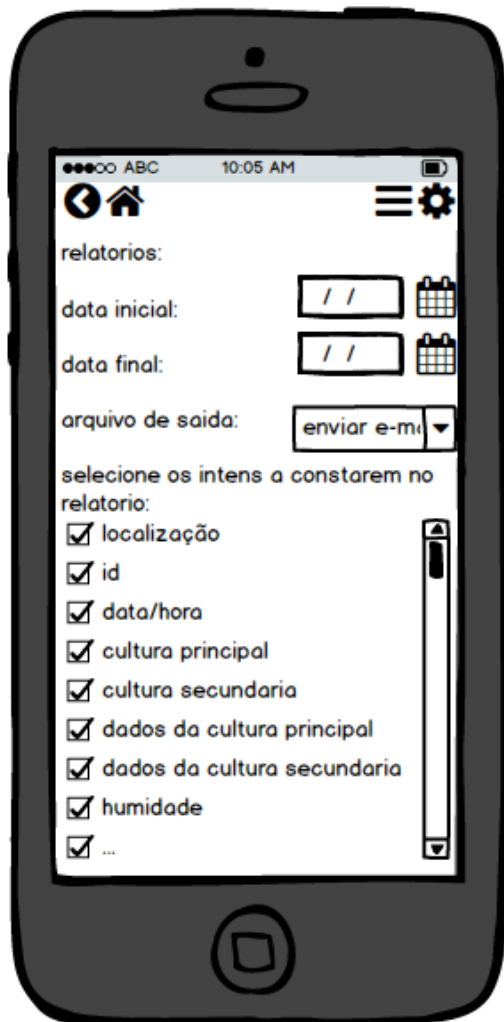 ABC 10:05 AM
relatorios:
data inicial: / /
data final: / /
arquivo de saida: enviar e-m
selecione os intens a constarem no
relatorio:
localização
id
data/hora
cultura principal
cultura secundaria
dados da cultura principal
dados da cultura secundaria
humidade
...